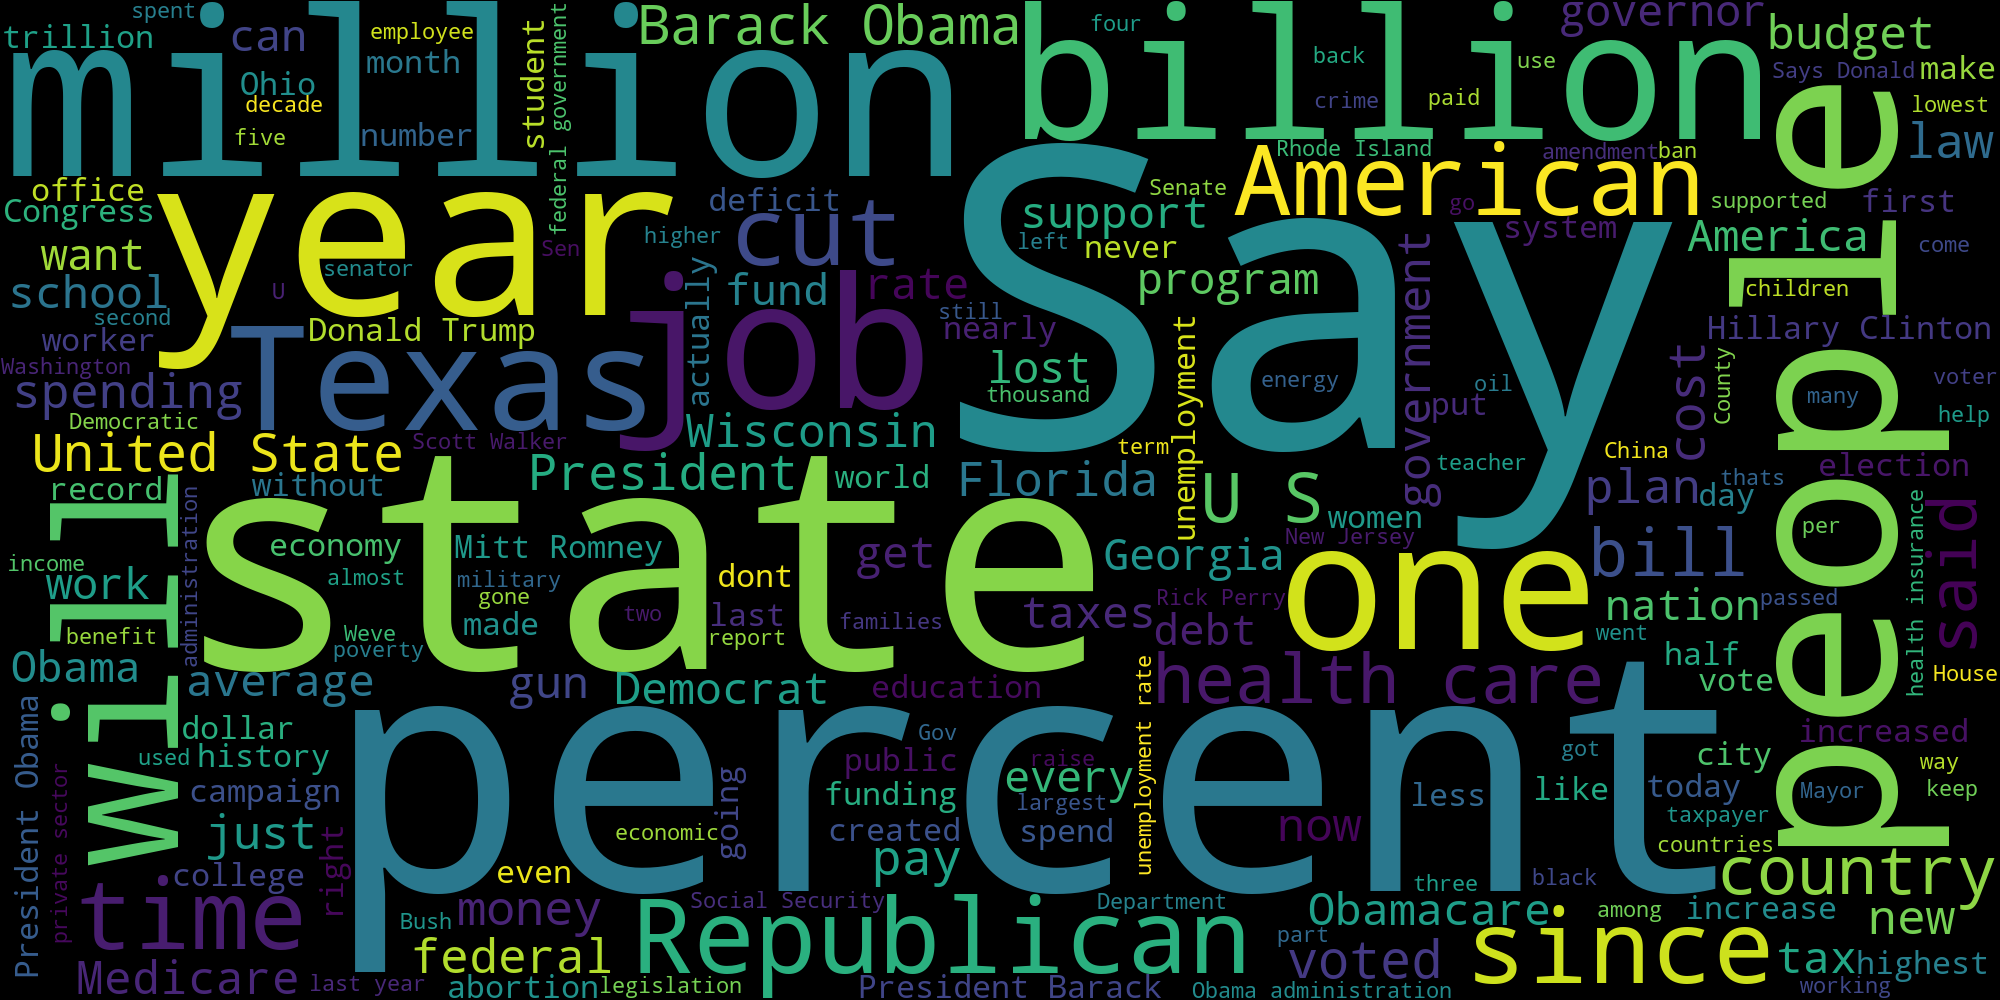 spent
trillion
can
employee
month
Ohio
decade
five
number
million
student
federal government
Barack Obama
four
back
use
crime
paid
billion
governor
budget
Says Donald
make
lowest
law
office
Congress
want
year
Sen
senator
U
school
second
worker
Washington
spending
Donald Trump
Texas
deficit
cut
higher
fund
rate
actually
job
still
nearly
Rhode Island
American
amendment
ban
Senate
support
left
never
go
system
program
Say
supported
first
America
come
children
people
Hillary Clinton
lost
thousand
energy
unemployment
government
oil
put
cost
County
many
voter
help
Democratic
United State
Scott Walker
Wisconsin
term
teacher
China
record
without
President
world
Florida
U S
women
plan
day
thats
election
will
administration
state
economy
Mitt Romney
get
Georgia
New Jersey
one
bill
per
health insurance
said
income
work
almost
military
gone
dont
two
last
families
taxes
Rick Perry
debt
nation
passed
benefit
Weve
poverty
made
report
went
half
vote
House
Obama
average
gun
Democrat
education
unemployment rate
health care
President Obama
dollar
used
history
percent
Gov
public
raise
got
city
increased
way
private sector
campaign
going
funding
every
largest
less
like
today
Mayor
keep
just
right
economic
created
spend
now
taxpayer
countries
college
even
pay
three
black
country
time
Bush
money
Social Security
Department
Obamacare
among
increase
new
federal
Republican
part
voted
since
tax
highest
Medicare
last year
abortion
legislation
President Barack
Obama administration
working